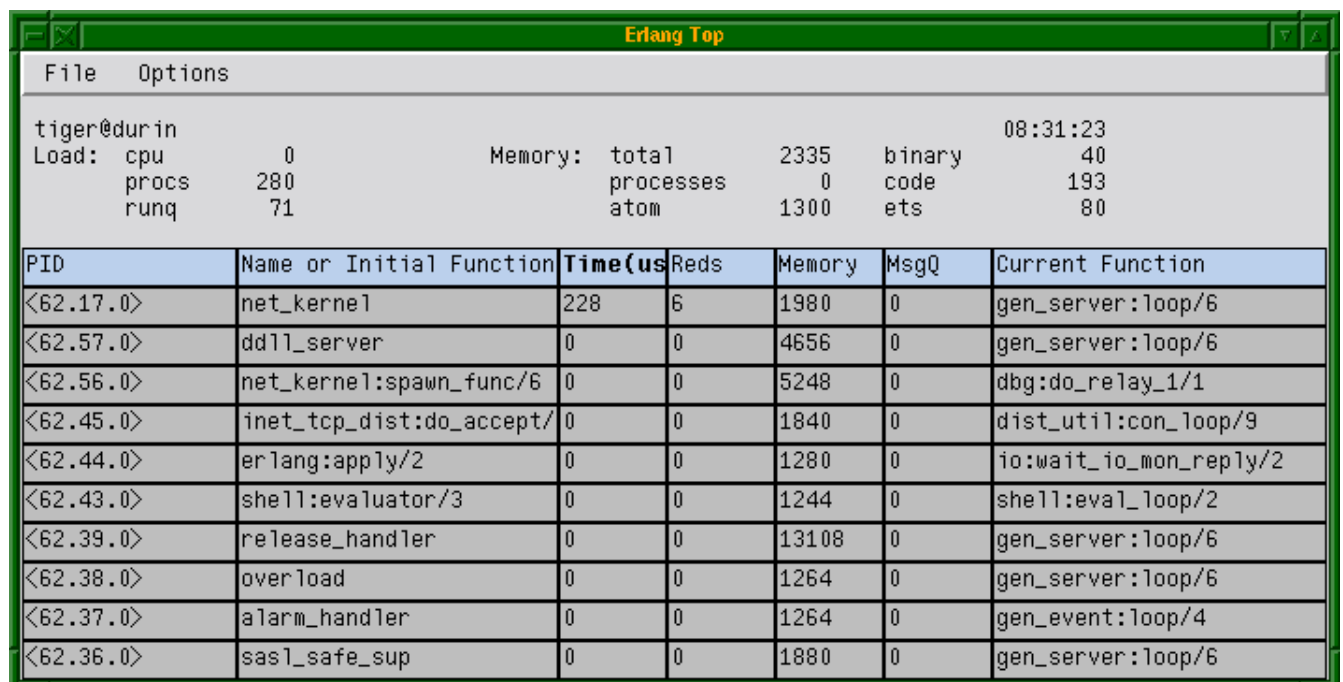 Erlang Top
File Options
tiger@durin 08:31:23
Load: cpu 0 Memory: total 2335 binary 40
procs 280 processes 0 code 193
runq 71 atom 1300 ets 80
PID Name or Initial Function Time(us Reds Memory MsgQ Current Function
<62.17.0> net_kernel 228 6 1980 0 gen_server:loop/6
<62.57.0> ddll_server 0 0 4656 0 gen_server:loop/6
<62.56.0> net_kernel:spawn_func/6 0 0 5248 0 dbg:do_relay_1/1
<62.45.0> inet_tcp_dist:do_accept/ 0 0 1840 0 dist_util:con_loop/9
<62.44.0> erlang:apply/2 0 0 1280 0 io:wait_io_mon_reply/2
<62.43.0> shell:evaluator/3 0 0 1244 0 shell:eval_loop/2
<62.39.0> release_handler 0 0 13108 0 gen_server:loop/6
<62.38.0> overload 0 0 1264 0 gen_server:loop/6
<62.37.0> alarm_handler 0 0 1264 0 gen_event:loop/4
<62.36.0> sasl_safe_sup 0 0 1880 0 gen_server:loop/6